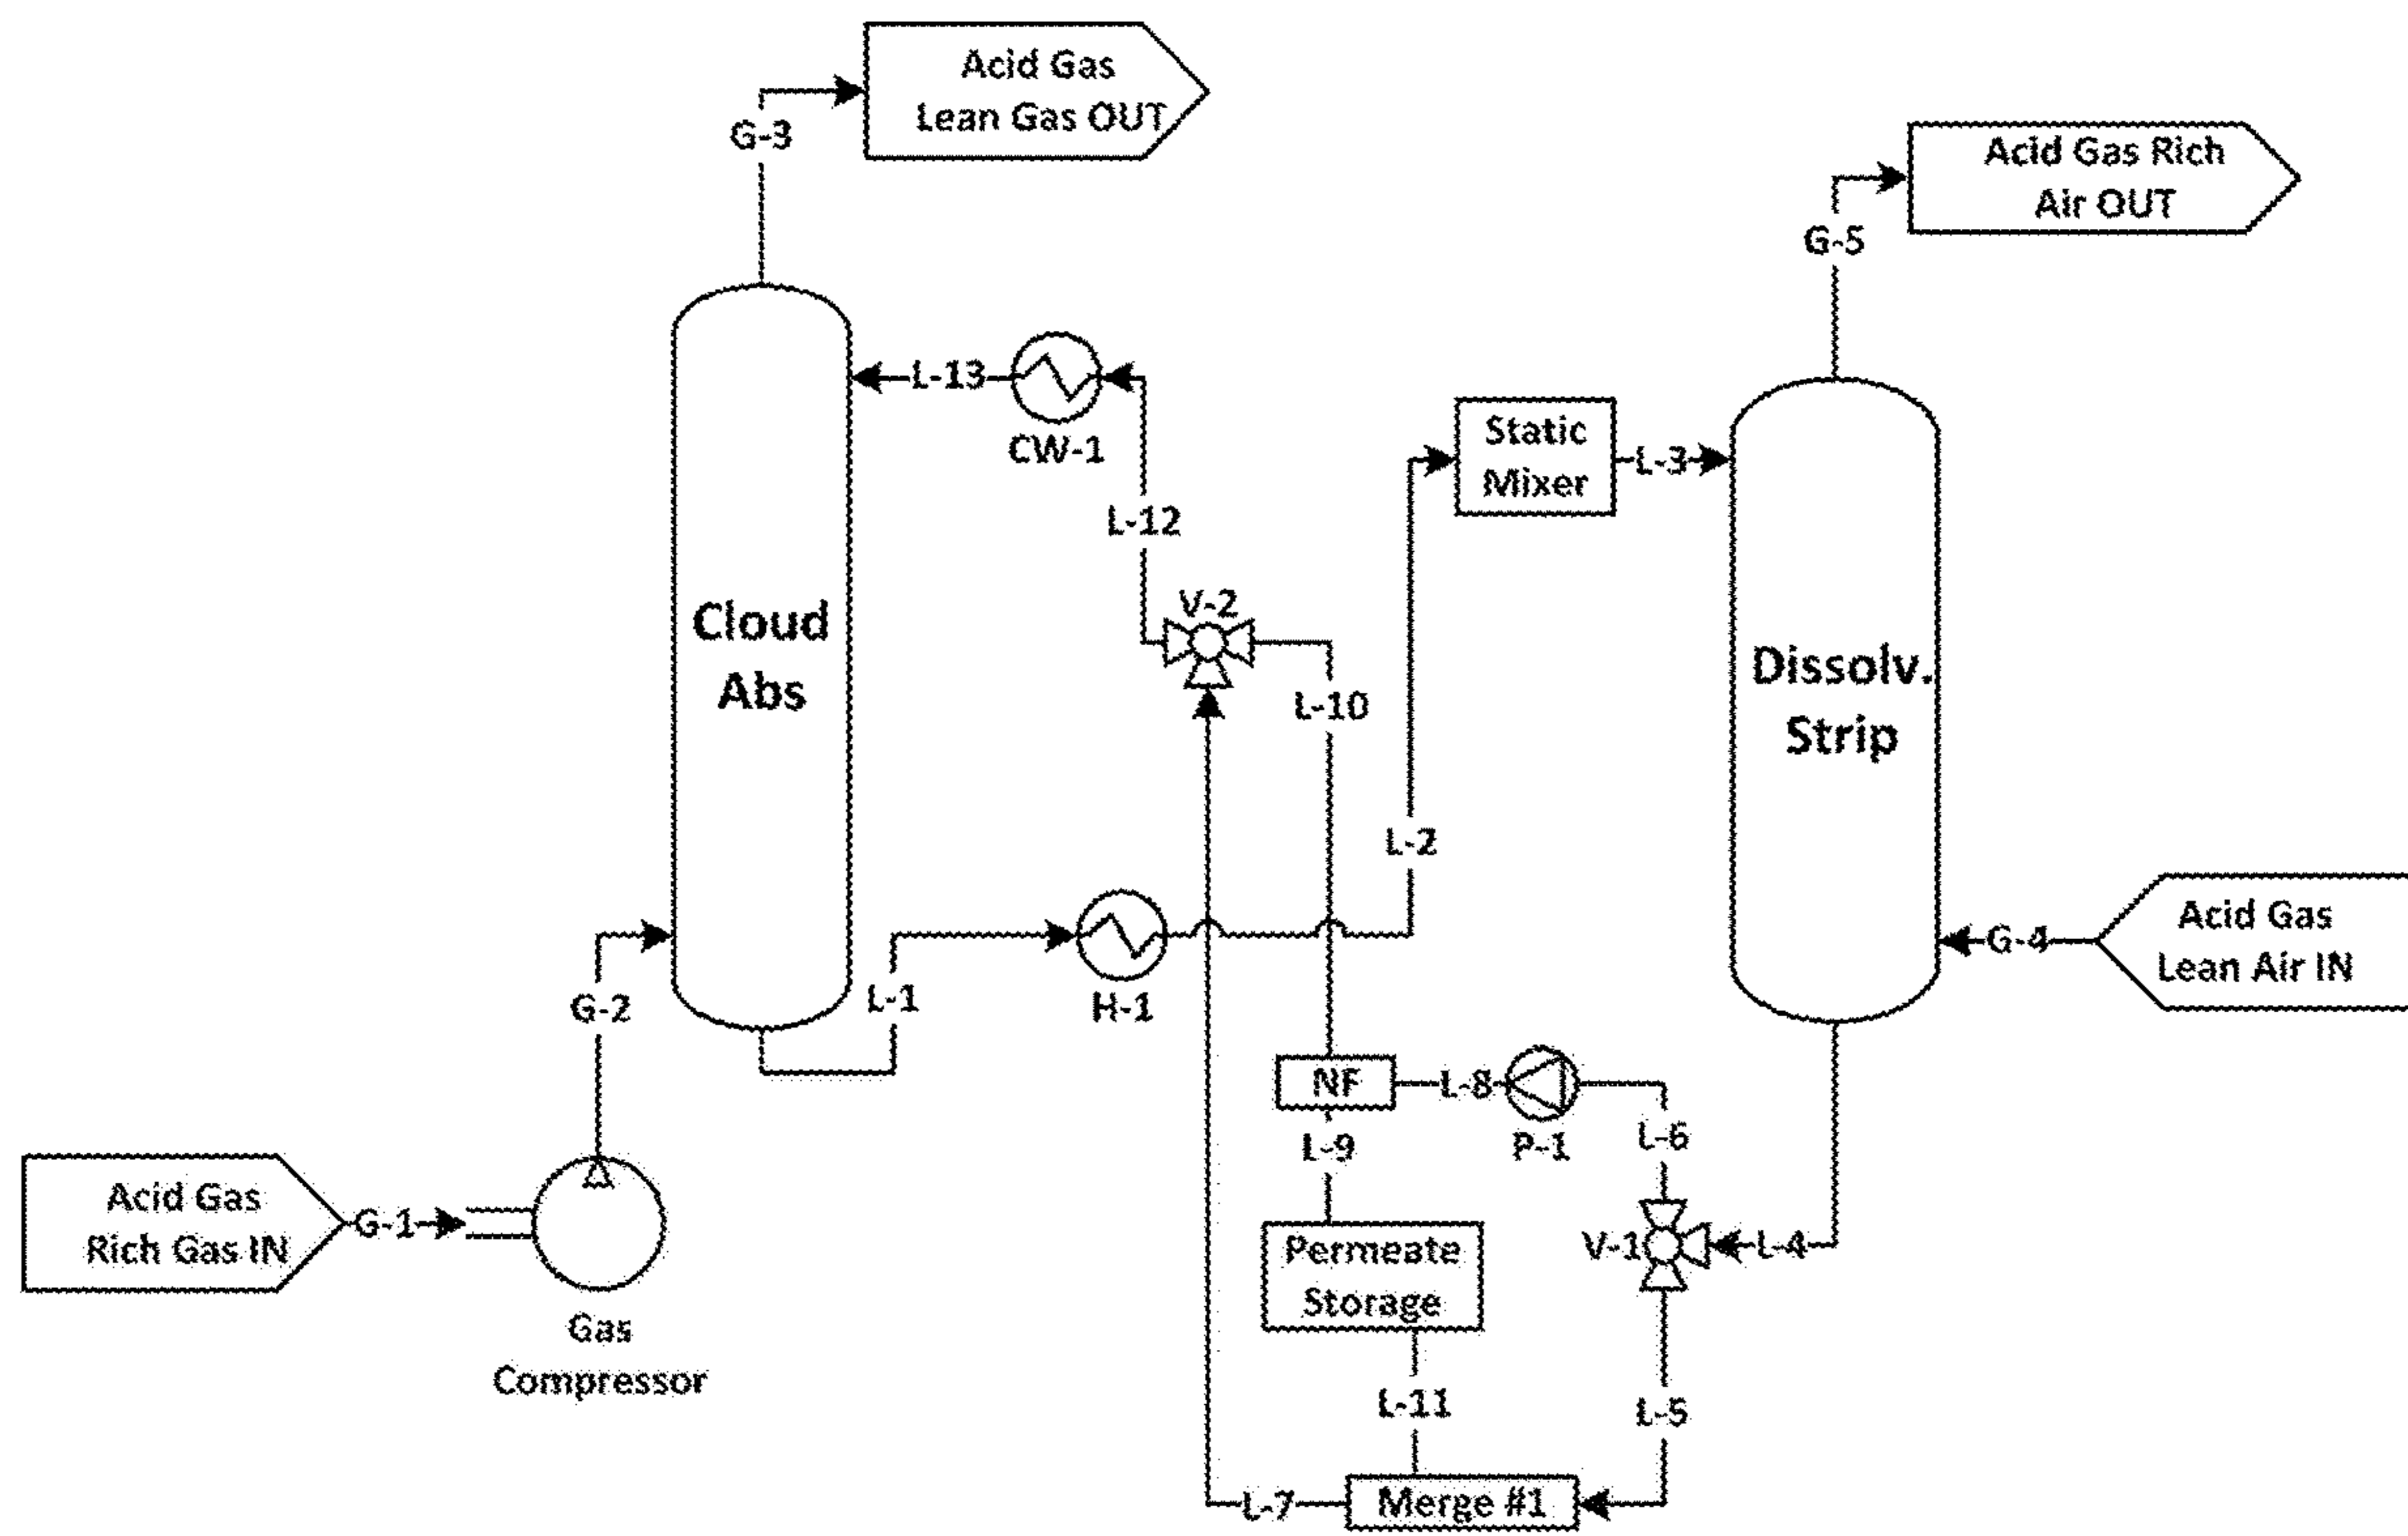 Acid Gas
Lean Gas OUT
G-3
Acid Gas Rich
Air OUT
G-5
L-13
CW-1
Static
Mixer
L-3
L-12
V-2
Cloud
Abs
L-10
Dissolv.
Strip
L-2
Acid Gas
Lean Air IN
G-4
G-2
L-1
H-1
NF
L-8
P-1
L-6
L-9
Acid Gas
Rich Gas IN
G-1
Gas
Compressor
Permeate
Storage
V-1
L-4
L-11
L-5
L-7
Merge #1